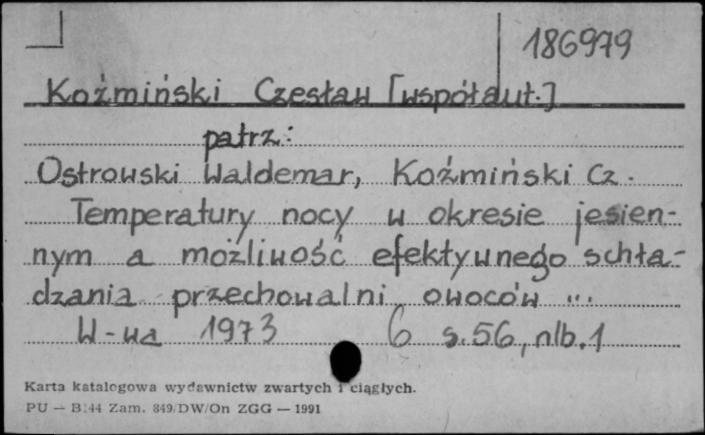 186979
Koźmiński Czesław [współaut.]
patrz:
Ostrowski Waldemar, Koźmiński Cz.
Temperatury nocy w okresie jesien-
nym a możliwość efektywnego schła-
dzania przechowalni owoców ...
W-wa 1973 6 s. 56, nlb. 1
Karta katalogowa wydawnictw zwartych i ciągłych.
PU — B.44 Zam. 849/DW/On ZGG — 1991